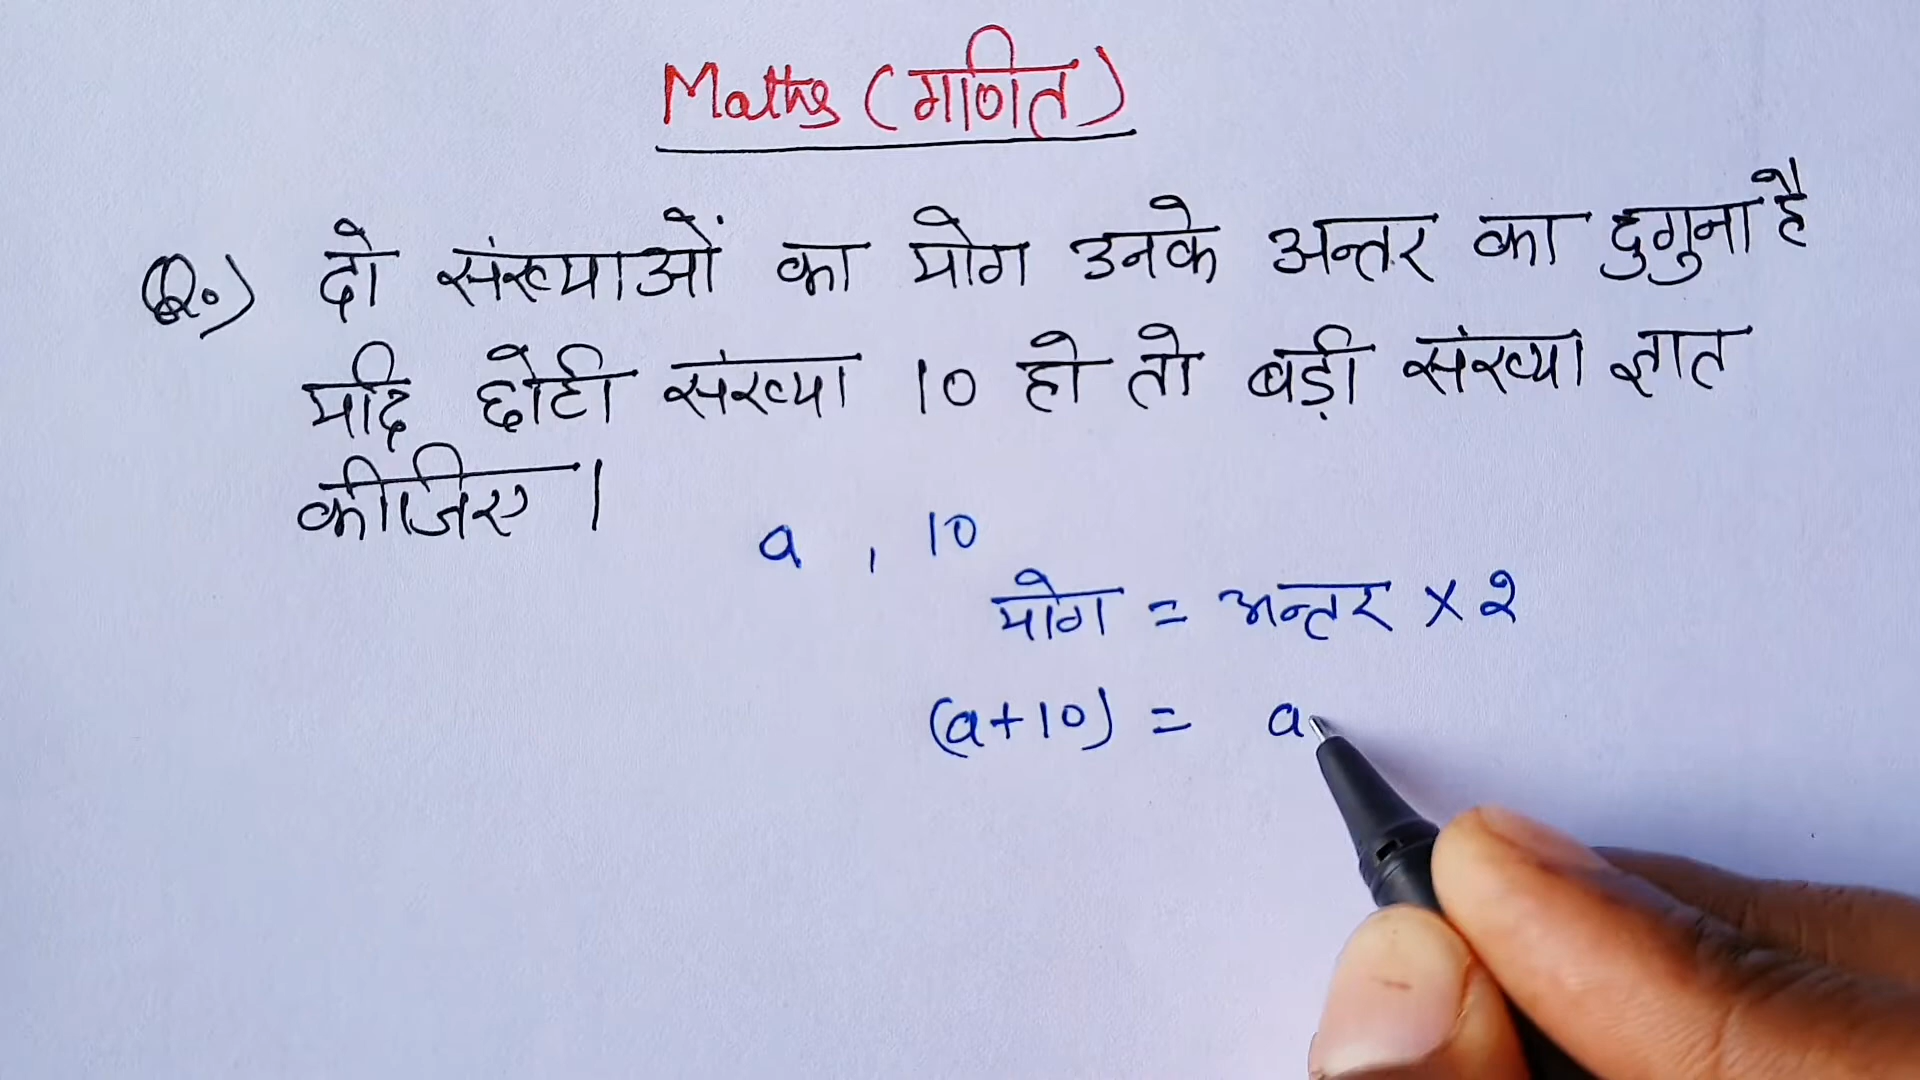 Maths (गणित)
Q.) दो संख्याओं का योग उनके अन्तर का दुगुना है
यदि छोटी संख्या 10 हो तो बड़ी संख्या ज्ञात
कीजिए।
a , 10
योग = अन्तर × 2
(a+10) = a